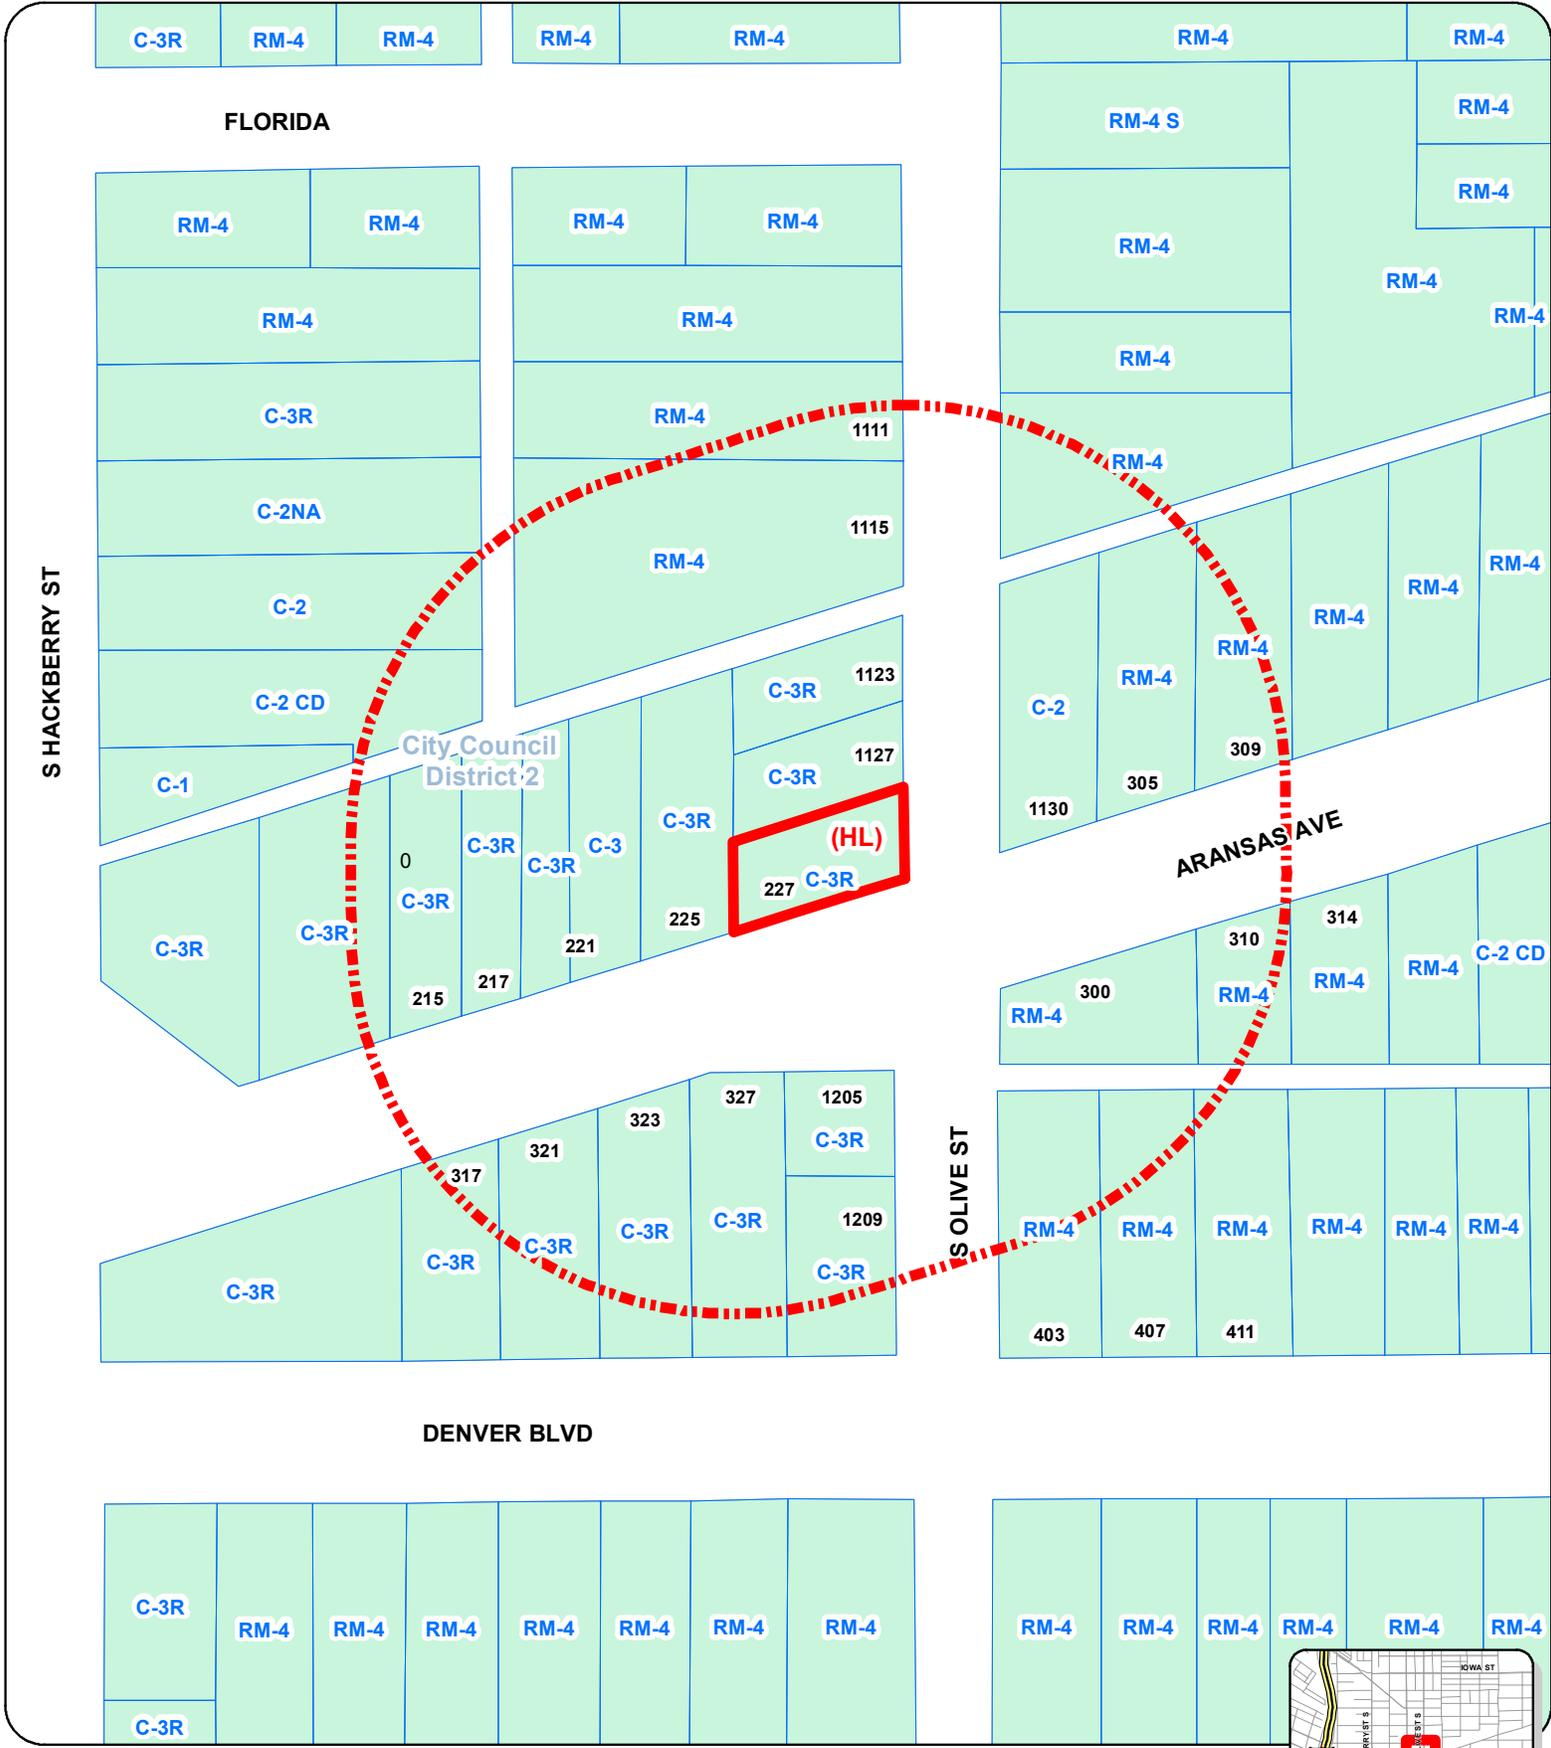 C-3R RM-4 RM-4 RM-4 RM-4 RM-4 RM-4
FLORIDA
RM-4 S RM-4
RM-4
RM-4 RM-4 RM-4 RM-4
RM-4
RM-4
RM-4 RM-4 RM-4
RM-4
C-3R RM-4
1111
RM-4
C-2NA
1115
RM-4
RM-4
RM-4
RM-4
C-2
RM-4
RM-4
S HACKBERRY ST
C-2 CD
C-3R 1123
RM-4
C-2
City Council
District 2
1127
C-3R
309
C-1
305
1130
C-3R
(HL)
C-3R
C-3R
C-3
0
C-3R
227 C-3R
ARANSAS AVE
C-3R
225
314
C-3R
C-3R
221
310
217
215
C-2 CD
RM-4
RM-4
RM-4
300
RM-4
327 1205
323
C-3R
321
317
S OLIVE ST
1209
C-3R
C-3R
C-3R
C-3R
C-3R
C-3R
RM-4 RM-4 RM-4 RM-4 RM-4 RM-4
403 407 411
DENVER BLVD
C-3R
RM-4 RM-4 RM-4 RM-4 RM-4 RM-4 RM-4
RM-4 RM-4 RM-4 RM-4 RM-4 RM-4
C-3R
IOWA ST